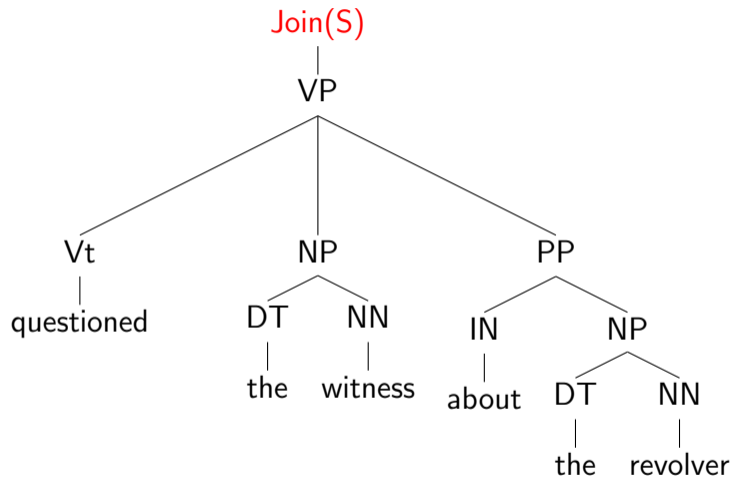 Join(S)
VP
Vt NP PP
questioned DT NN IN NP
the witness about DT NN
the revolver